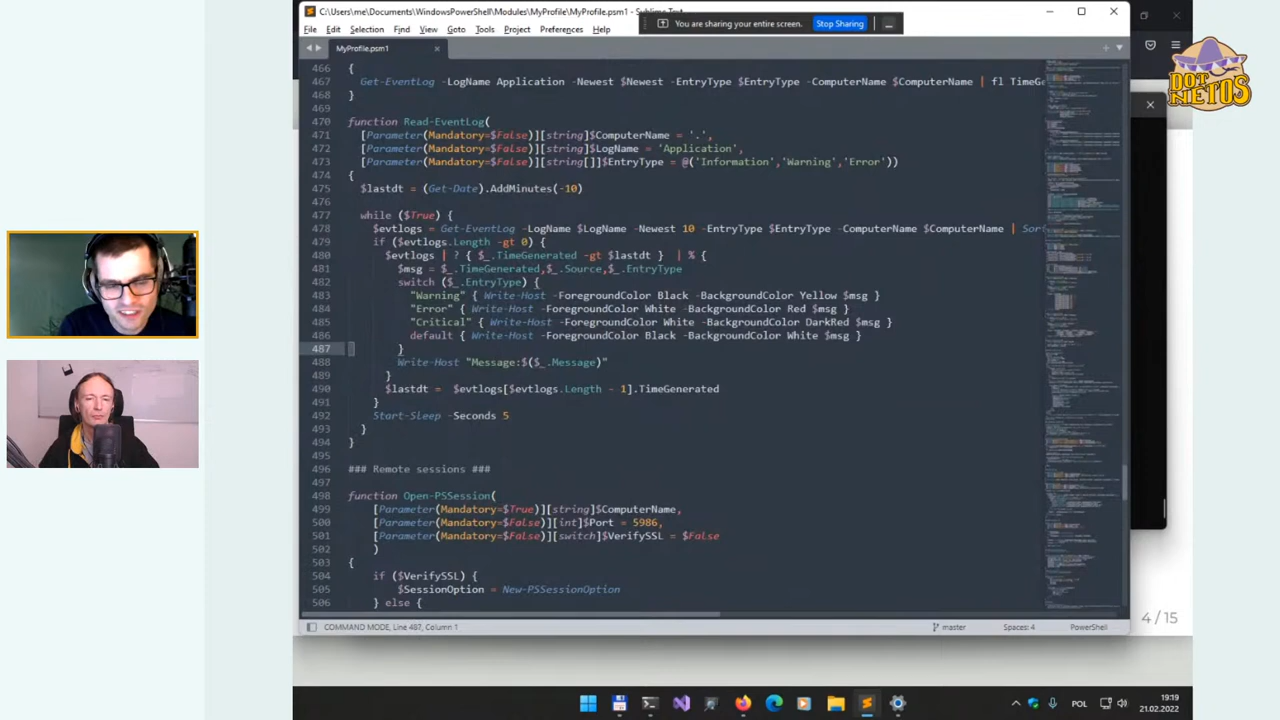 C:\Users\me\Documents\WindowsPowerShell\Modules\MyProfile\MyProfile.psm1 - Sublime Text
You are sharing your entire screen.
Stop Sharing
File Edit Selection Find View Goto Tools Project Preferences Help
MyProfile.psm1
466 {
467 Get-EventLog -LogName Application -Newest $Newest -EntryType $EntryType -ComputerName $ComputerName | fl TimeGe
468 }
469
470 function Read-EventLog(
471 [Parameter(Mandatory=$False)][string]$ComputerName = '.',
472 [Parameter(Mandatory=$False)][string]$LogName = 'Application',
473 [Parameter(Mandatory=$False)][string[]]$EntryType = @('Information','Warning','Error'))
474 {
475 $lastdt = (Get-Date).AddMinutes(-10)
476
477 while ($True) {
478 $evtlogs = Get-EventLog -LogName $LogName -Newest 10 -EntryType $EntryType -ComputerName $ComputerName | Sor
479 if ($evtlogs.Length -gt 0) {
480 $evtlogs | ? { $_.TimeGenerated -gt $lastdt } | % {
481 $msg = $_.TimeGenerated,$_.Source,$_.EntryType
482 switch ($_.EntryType) {
483 "Warning" { Write-Host -ForegroundColor Black -BackgroundColor Yellow $msg }
484 "Error" { Write-Host -ForegroundColor White -BackgroundColor Red $msg }
485 "Critical" { Write-Host -ForegroundColor White -BackgroundColor DarkRed $msg }
486 default { Write-Host -ForegroundColor Black -BackgroundColor White $msg }
487 }
488 Write-Host "Message:$($_.Message)"
489 }
490 $lastdt = $evtlogs[$evtlogs.Length - 1].TimeGenerated
491 }
492 Start-Sleep -Seconds 5
493 }
494 }
495
496 ### Remote sessions ###
497
498 function Open-PSSession(
499 [Parameter(Mandatory=$True)][string]$ComputerName,
500 [Parameter(Mandatory=$False)][int]$Port = 5986,
501 [Parameter(Mandatory=$False)][switch]$VerifySSL = $False
502 )
503 {
504 if ($VerifySSL) {
505 $SessionOption = New-PSSessionOption
506 } else {
COMMAND MODE, Line 487, Column 1
master
Spaces: 4
PowerShell
4 / 15
DOT
NETOS
POL
19:19
21.02.2022